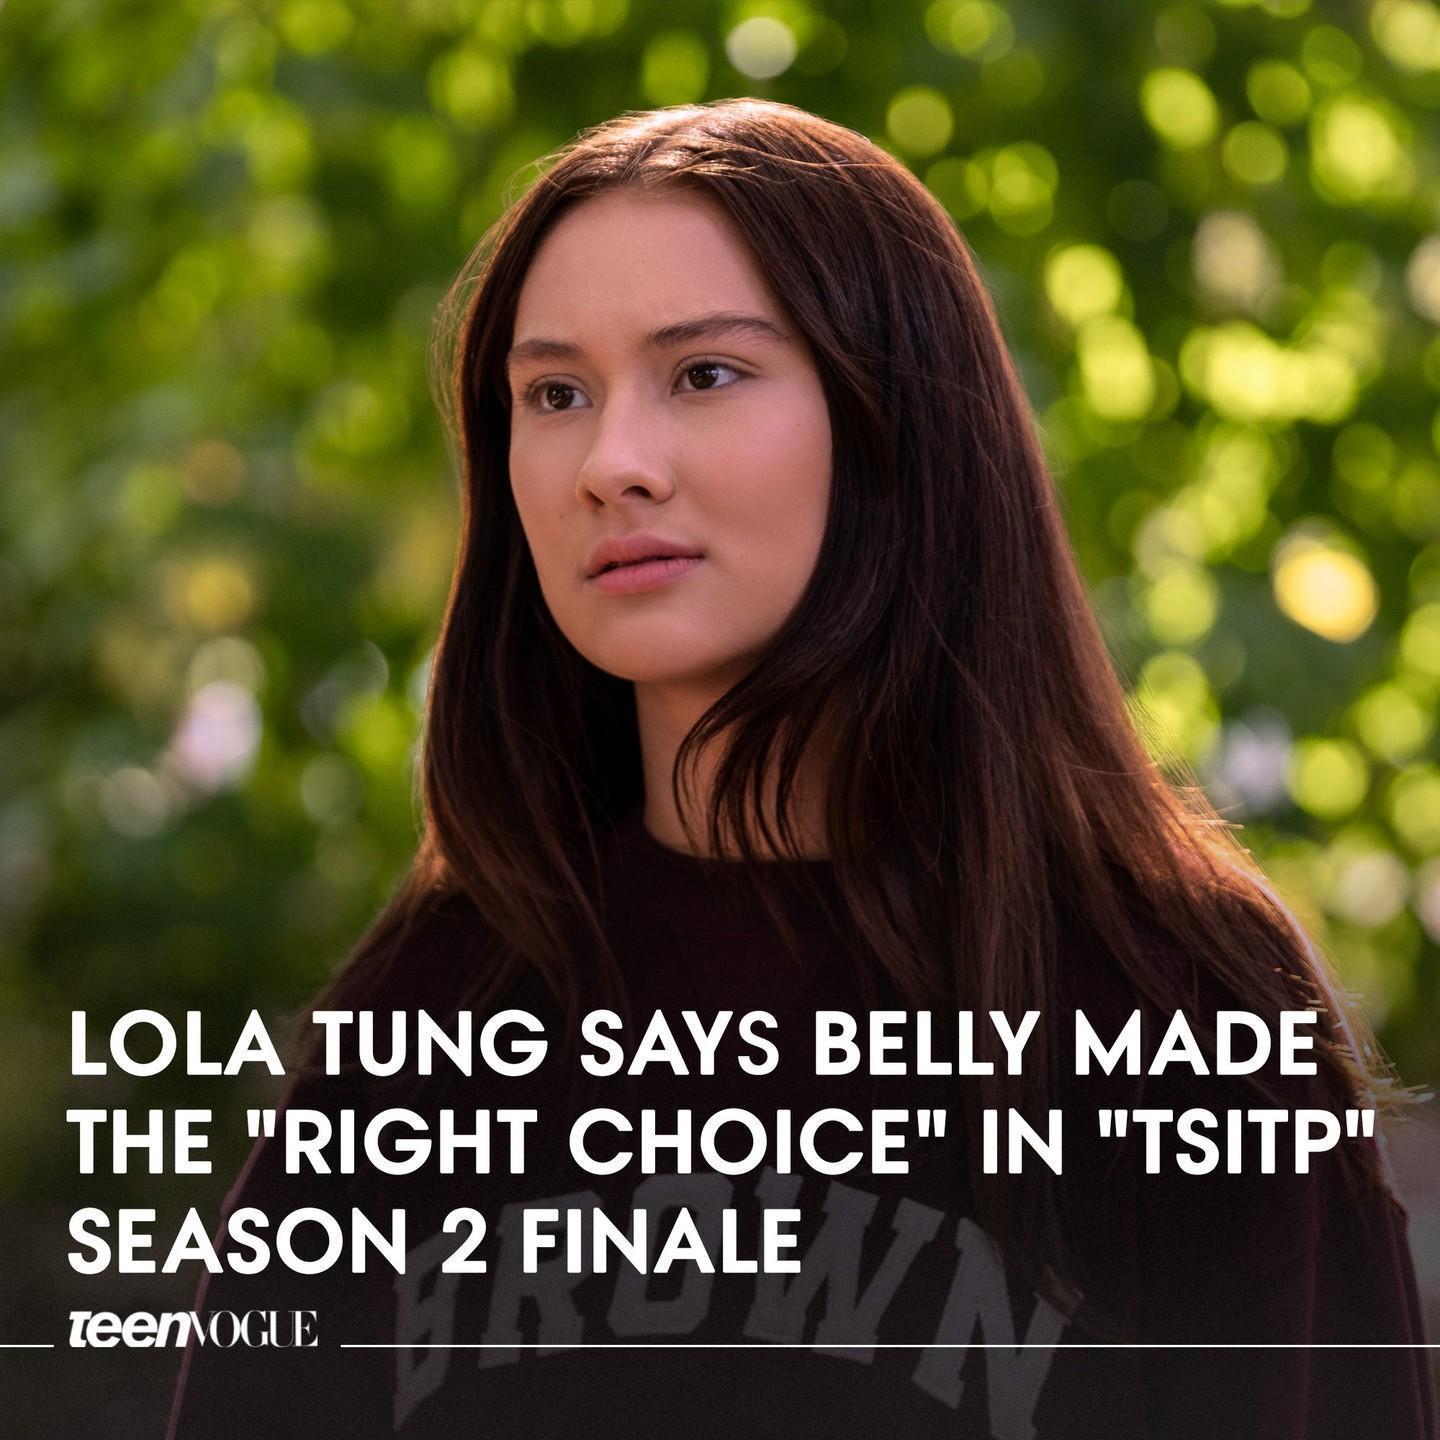 LOLA TUNG SAYS BELLY MADE
THE "RIGHT CHOICE" IN "TSITP"
SEASON 2 FINALE
teenVOGUE
BROWN